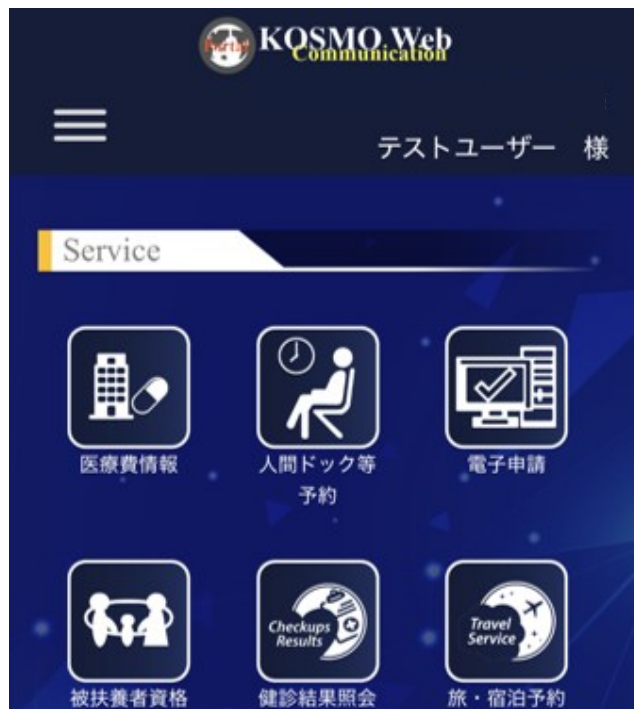 Portal KOSMO Web
Communication
テストユーザー 様
Service
医療費情報
人間ドック等
予約
電子申請
Checkups
Results
Travel
Service
被扶養者資格
健診結果照会
旅・宿泊予約